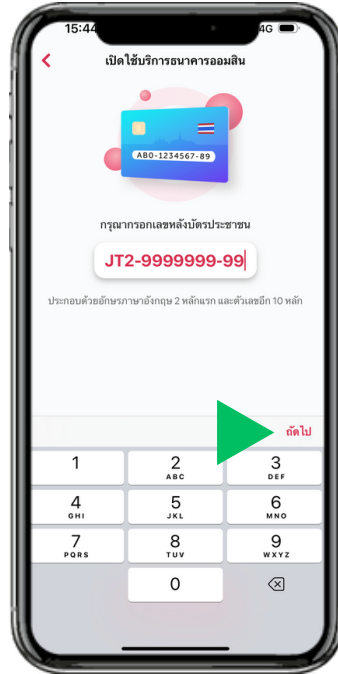 15:44
4G
เปิดใช้บริการธนาคารออมสิน
AB0-1234567-89
กรุณากรอกเลขหลังบัตรประชาชน
JT2-9999999-99
ประกอบด้วยอักษรภาษาอังกฤษ 2 หลักแรก และตัวเลขอีก 10 หลัก
ถัดไป
1
2
ABC
3
DEF
4
GHI
5
JKL
6
MNO
7
PQRS
8
TUV
9
WXYZ
0